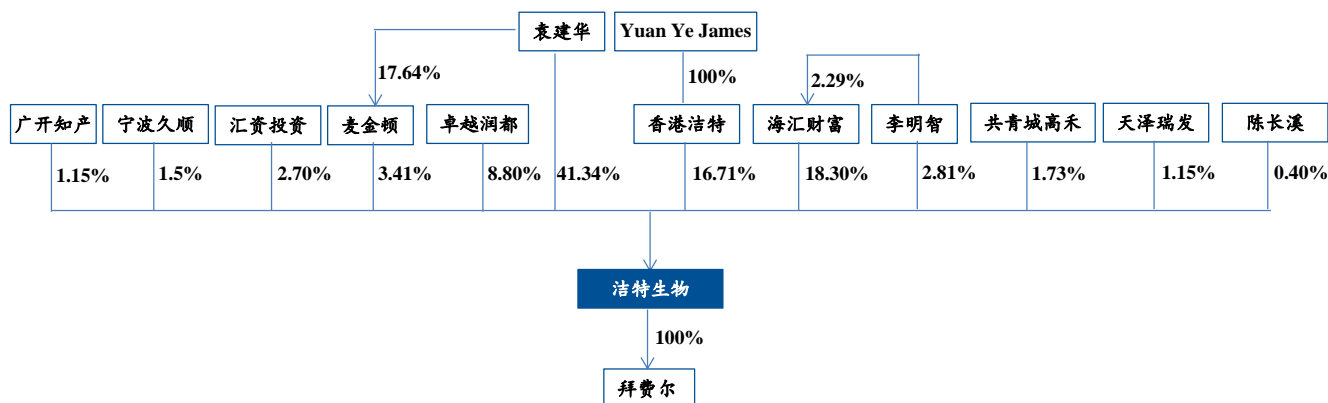 袁建华
Yuan Ye James
17.64%
100%
2.29%
广开知产
宁波久顺
汇资投资
麦金顿
卓越润都
香港洁特
海汇财富
李明智
共青城高禾
天泽瑞发
陈长溪
1.15%
1.5%
2.70%
3.41%
8.80%
41.34%
16.71%
18.30%
2.81%
1.73%
1.15%
0.40%
洁特生物
100%
拜费尔